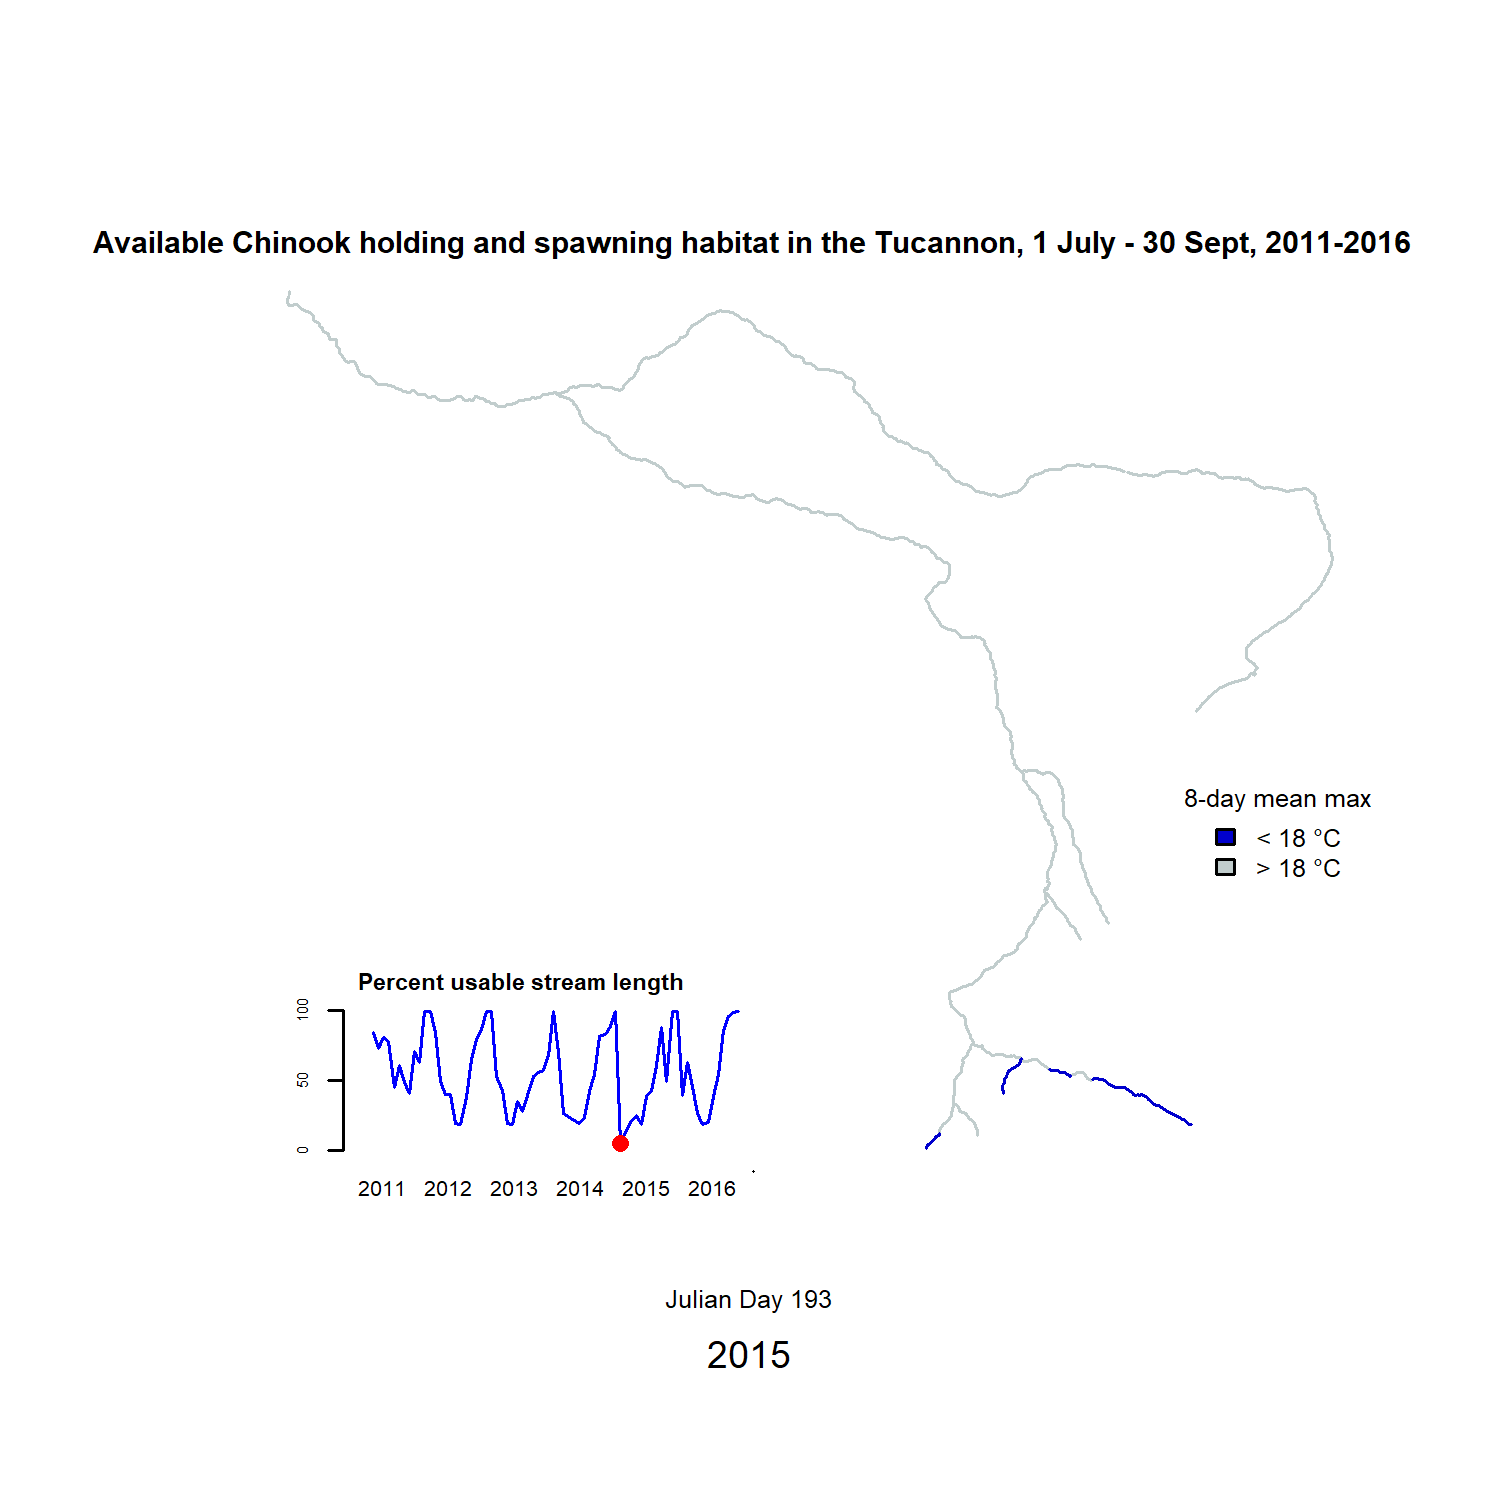 Available Chinook holding and spawning habitat in the Tucannon, 1 July - 30 Sept, 2011-2016
8-day mean max
< 18 °C
> 18 °C
Percent usable stream length
100
50
0
2011 2012 2013 2014 2015 2016
Julian Day 193
2015